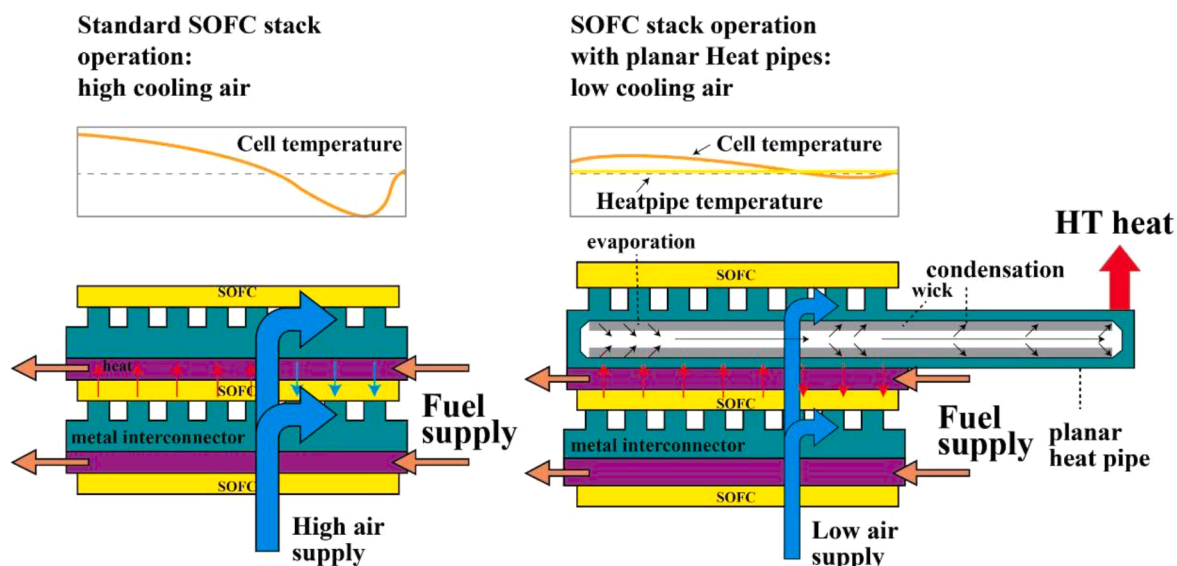 Standard SOFC stack
operation:
high cooling air
Cell temperature
SOFC
heat
SOFC
metal interconnector
SOFC
Fuel
supply
High air
supply
SOFC stack operation
with planar Heat pipes:
low cooling air
Cell temperature
Heatpipe temperature
HT heat
evaporation
SOFC
condensation
wick
SOFC
metal interconnector
SOFC
Fuel
supply
planar
heat pipe
Low air
supply